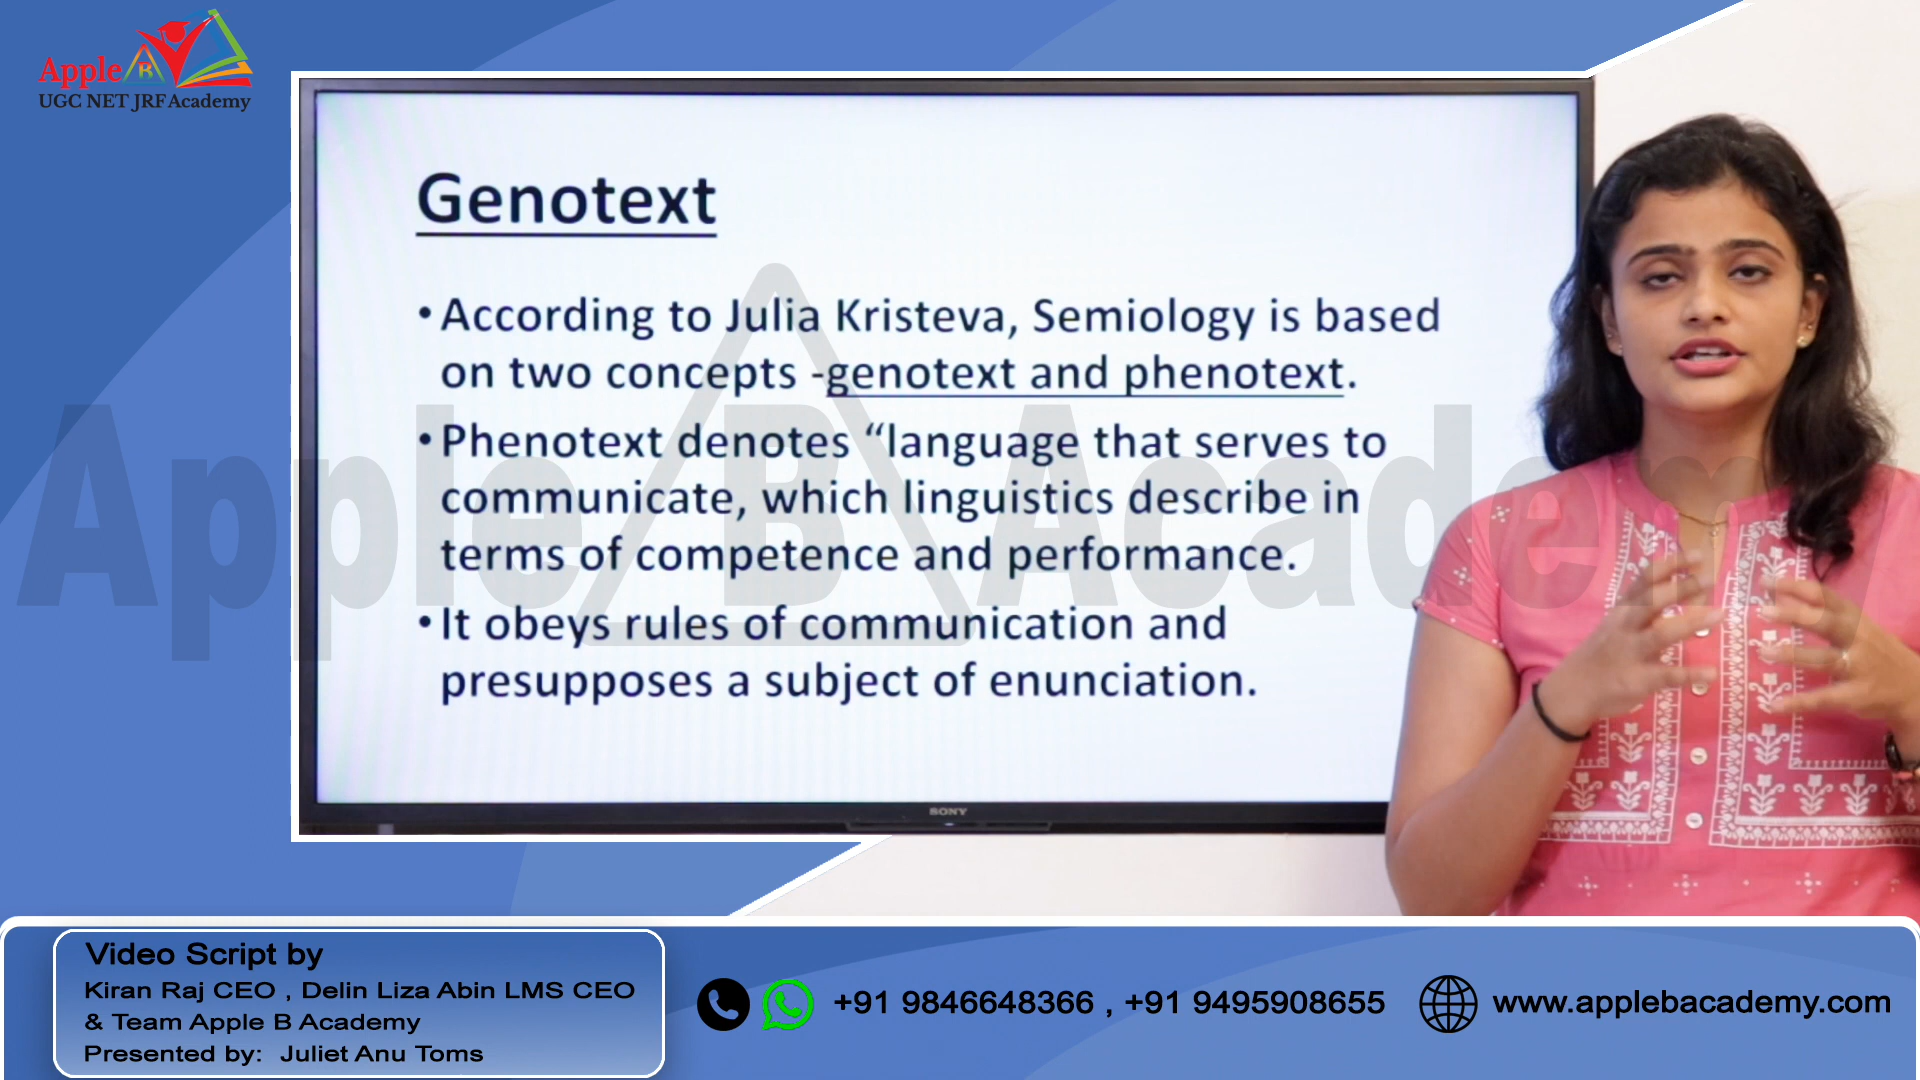 Apple B
UGC NET JRF Academy
Genotext
• According to Julia Kristeva, Semiology is based
on two concepts -genotext and phenotext.
• Phenotext denotes “language that serves to
communicate, which linguistics describe in
terms of competence and performance.
• It obeys rules of communication and
presupposes a subject of enunciation.
Apple B Academy
SONY
Video Script by
Kiran Raj CEO , Delin Liza Abin LMS CEO
& Team Apple B Academy
Presented by: Juliet Anu Toms
+91 9846648366 , +91 9495908655
www.applebacademy.com